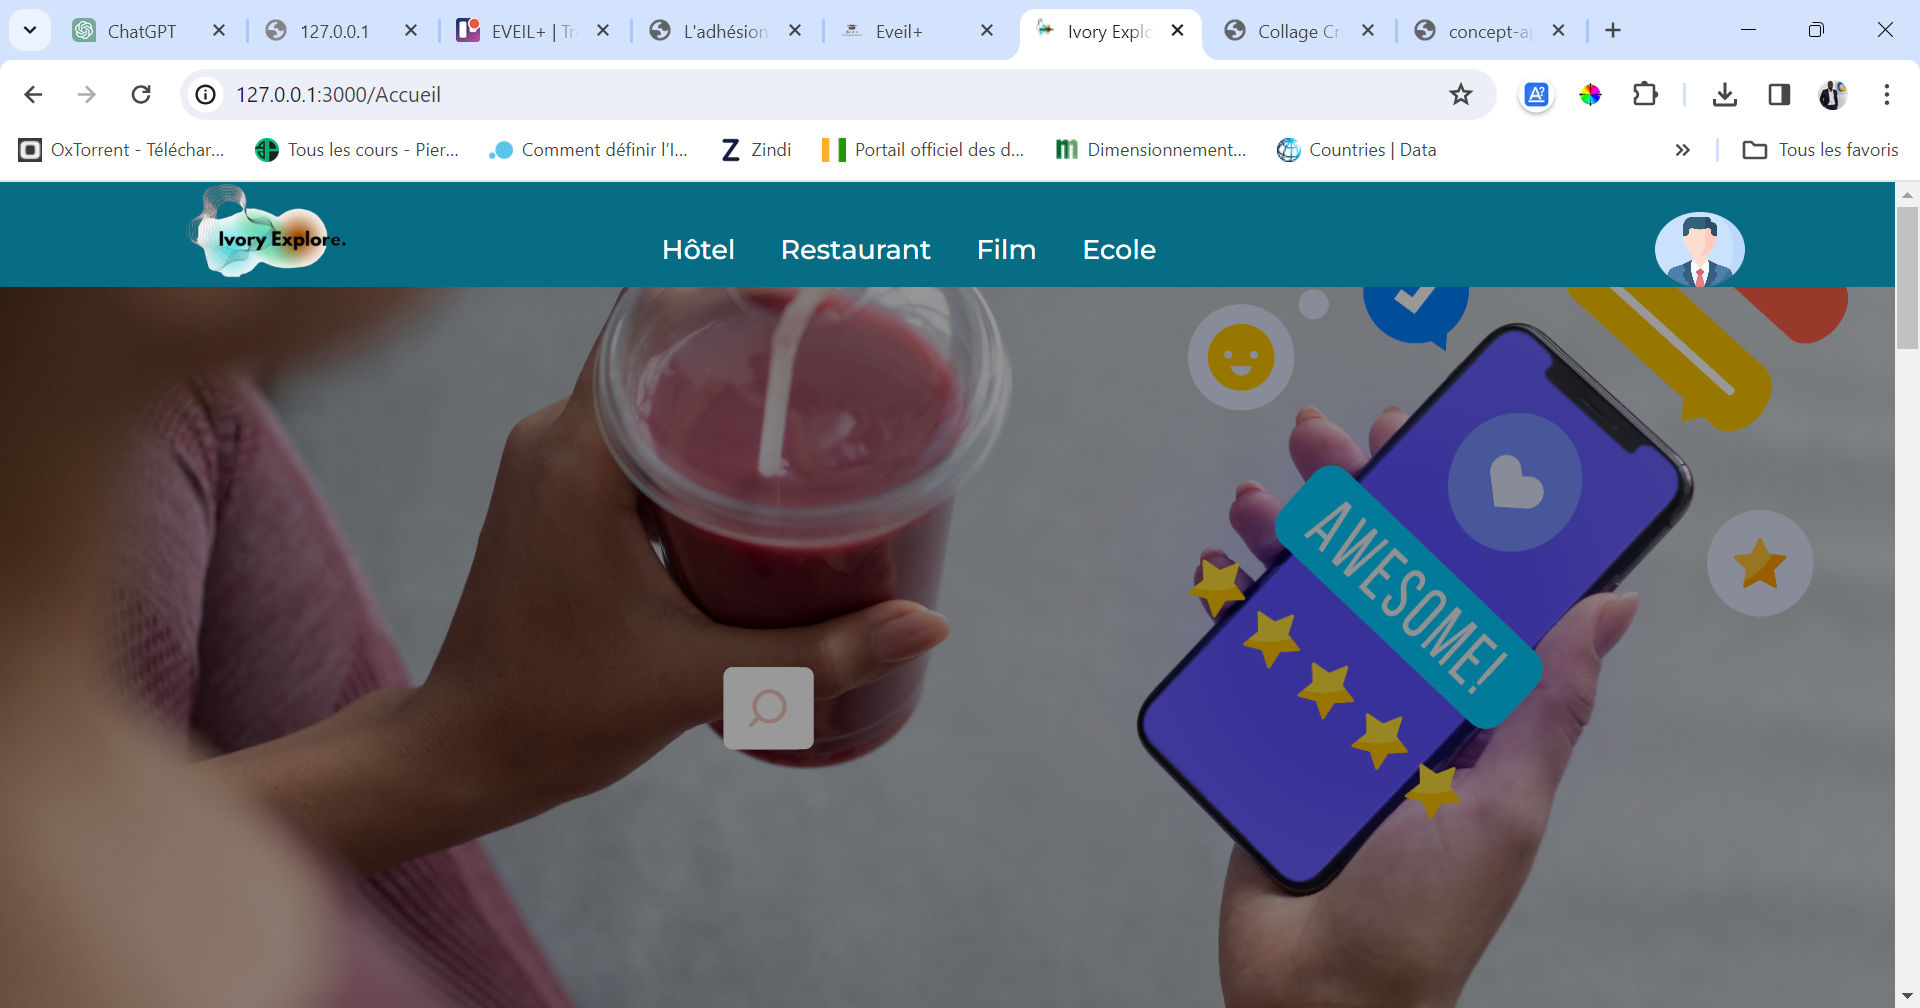 ChatGPT
127.0.0.1
EVEIL+ | Tr
L'adhésion
Eveil+
Ivory Explo
Collage Cr
concept-ap
127.0.0.1:3000/Accueil
OxTorrent - Téléchar...
Tous les cours - Pier...
Comment définir l'I...
Zindi
Portail officiel des d...
Dimensionnement...
Countries | Data
»
Tous les favoris
Ivory Explore.
Hôtel
Restaurant
Film
Ecole
AWESOME!